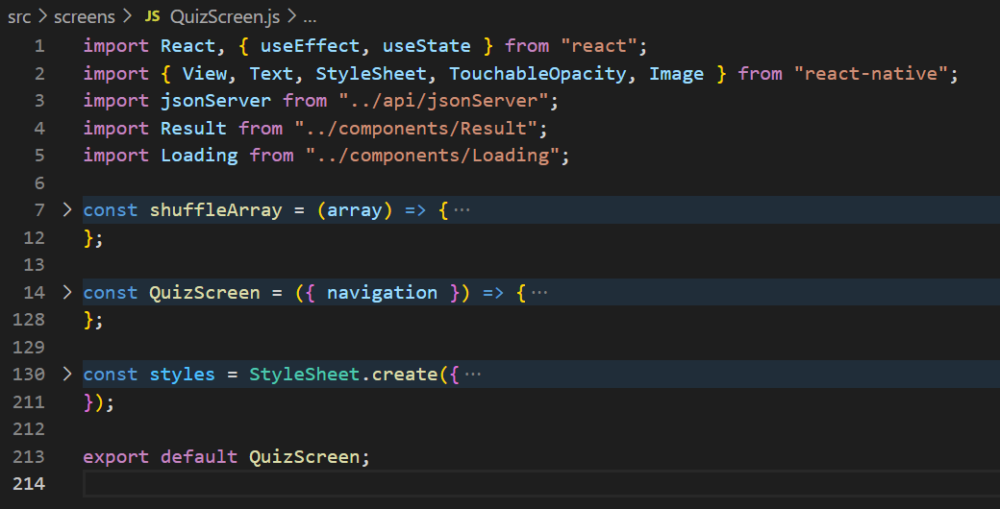 src > screens > JS QuizScreen.js > ...
1 import React, { useEffect, useState } from "react";
2 import { View, Text, StyleSheet, TouchableOpacity, Image } from "react-native";
3 import jsonServer from "../api/jsonServer";
4 import Result from "../components/Result";
5 import Loading from "../components/Loading";
6
7 > const shuffleArray = (array) => { ...
12 };
13
14 > const QuizScreen = ({ navigation }) => { ...
128 };
129
130 > const styles = StyleSheet.create({ ...
211 });
212
213 export default QuizScreen;
214